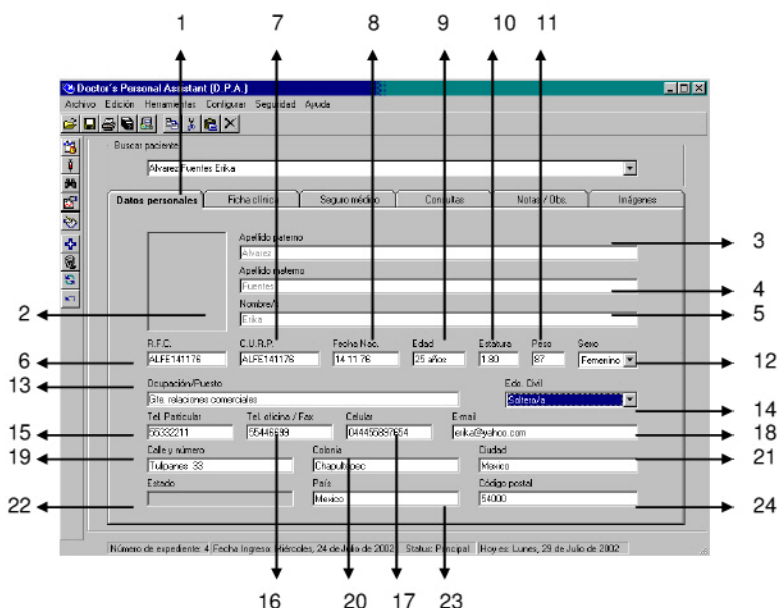 1 7 8 9 10 11
Doctor's Personal Assistant (D.P.A.)
Archivo Edición Herramientas Configurar Seguridad Ayuda
Buscar paciente
Alvarez Fuentes Erika
Datos personales Ficha clínica Seguro médico Consultas Notas / Obs. Imágenes
Apellido paterno
Alvarez 3
Apellido materno
Fuentes 4
Nombre/s
2 Erika 5
R.F.C. C.U.R.P. Fecha Nac. Edad Estatura Peso Sexo
6 ALFE141176 ALFE141176 14 11 76 25 años 1.80 87 Femenino 12
13 Ocupación/Puesto Edo. Civil
Gte. relaciones comerciales Soltero/a 14
Tel. Particular Tel. oficina / Fax Celular E-mail
15 55332211 55446699 044455897654 erika@yahoo.com 18
19 Calle y número Colonia Ciudad 21
Tulipanes 33 Chapultepec Mexico
Estado País Código postal
22 Mexico 54000 24
Número de expediente: 4 Fecha Ingreso: Miércoles, 24 de Julio de 2002 Status: Principal Hoy es: Lunes, 29 de Julio de 2002
16 20 17 23